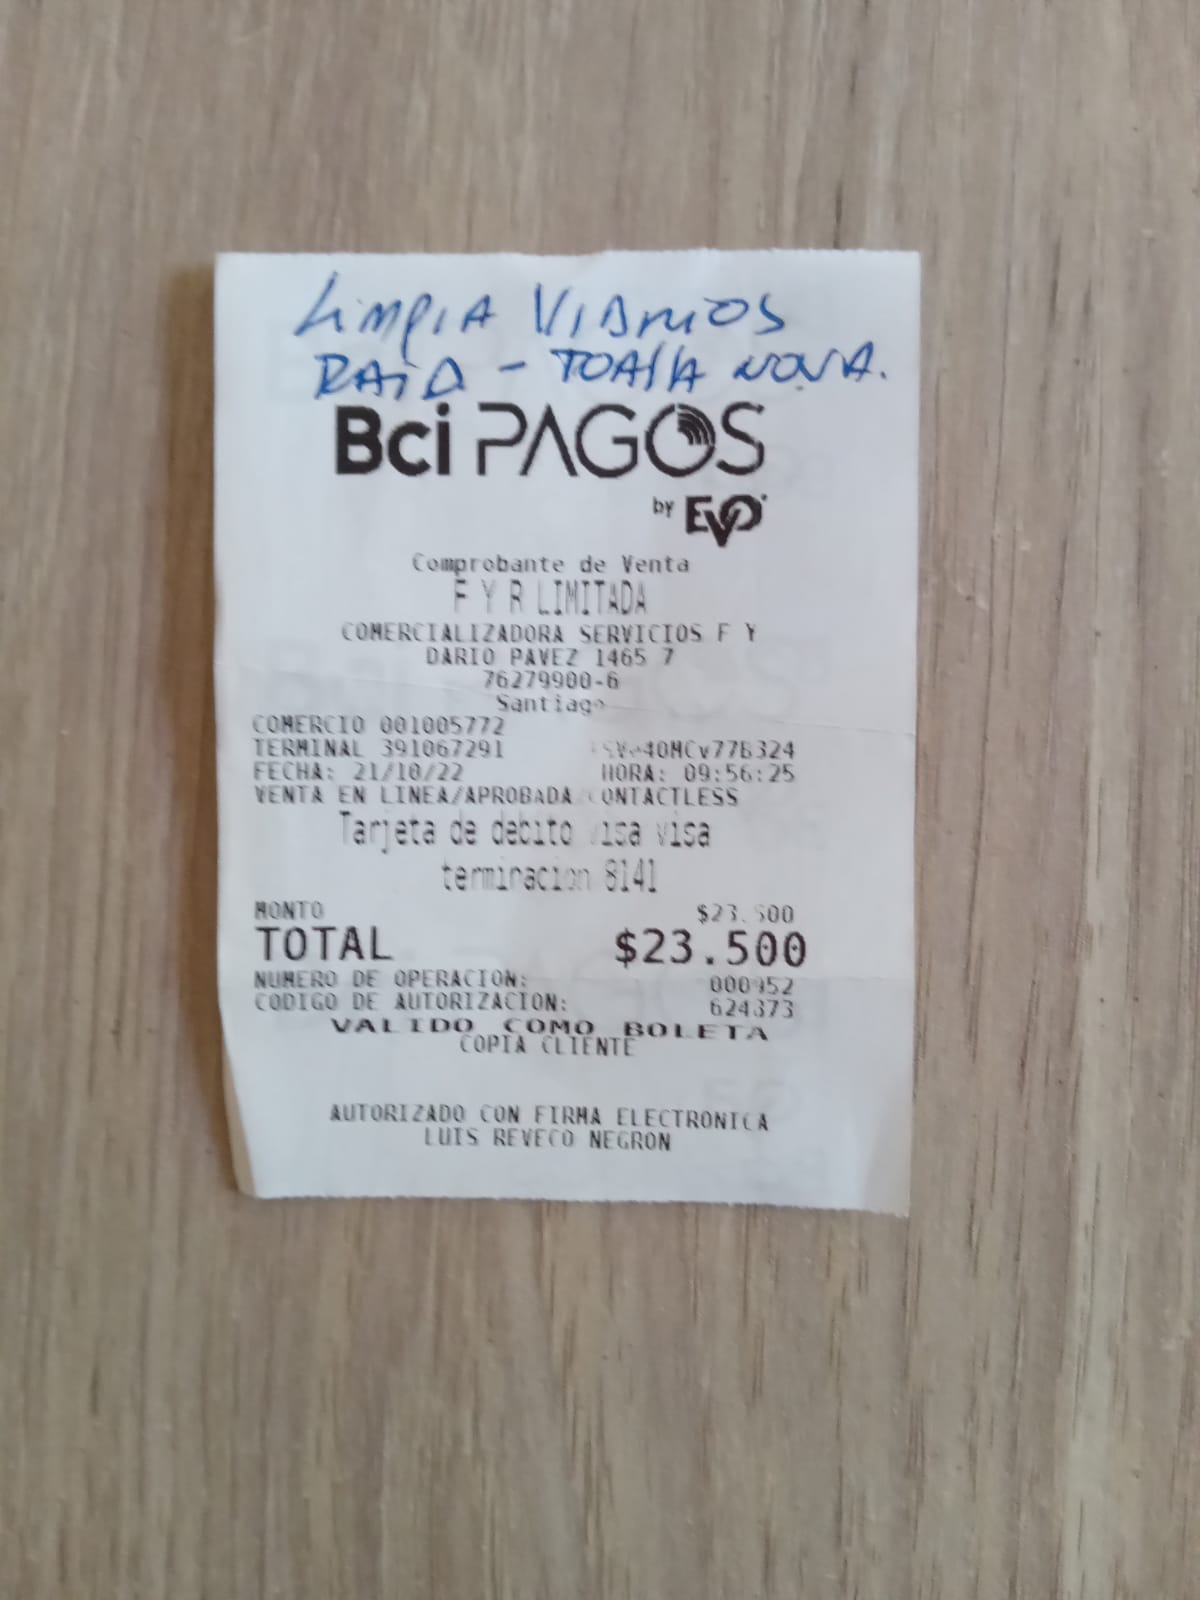 LIMPIA VIDRIOS
RAID - TOALLA NOVA.
Bci PAGOS
by EVO
Comprobante de Venta
F Y R LIMITADA
COMERCIALIZADORA SERVICIOS F Y
DARIO PAVEZ 1465 7
76279900-6
Santiago
COMERCIO 001005772
TERMINAL 391067291
FECHA: 21/10/22 HORA: 09:56:25
VENTA EN LINEA/APROBADA/CONTACTLESS
Tarjeta de debito visa visa
terminacion 8141
MONTO $23.500
TOTAL $23.500
NUMERO DE OPERACION: 000952
CODIGO DE AUTORIZACION: 624373
VALIDO COMO BOLETA
COPIA CLIENTE
AUTORIZADO CON FIRMA ELECTRONICA
LUIS REVECO NEGRON